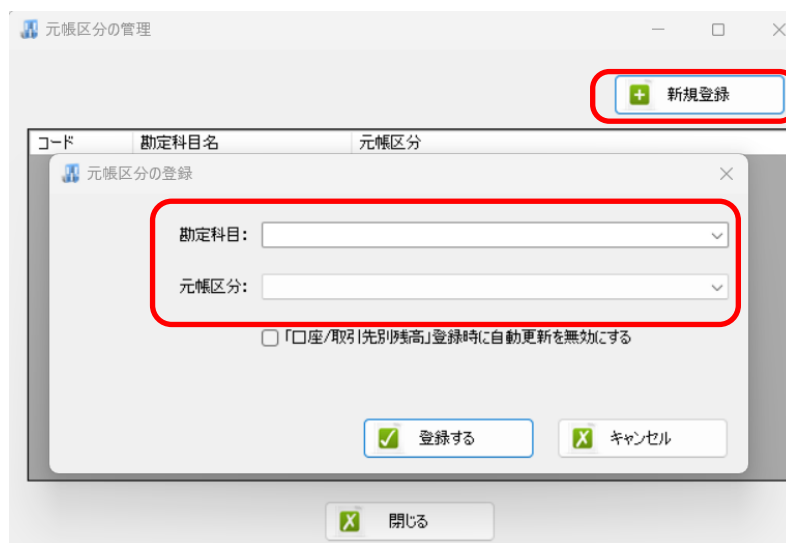 元帳区分の管理
新規登録
コード 勘定科目名 元帳区分
元帳区分の登録
勘定科目:
元帳区分:
「口座/取引先別残高」登録時に自動更新を無効にする
登録する キャンセル
閉じる